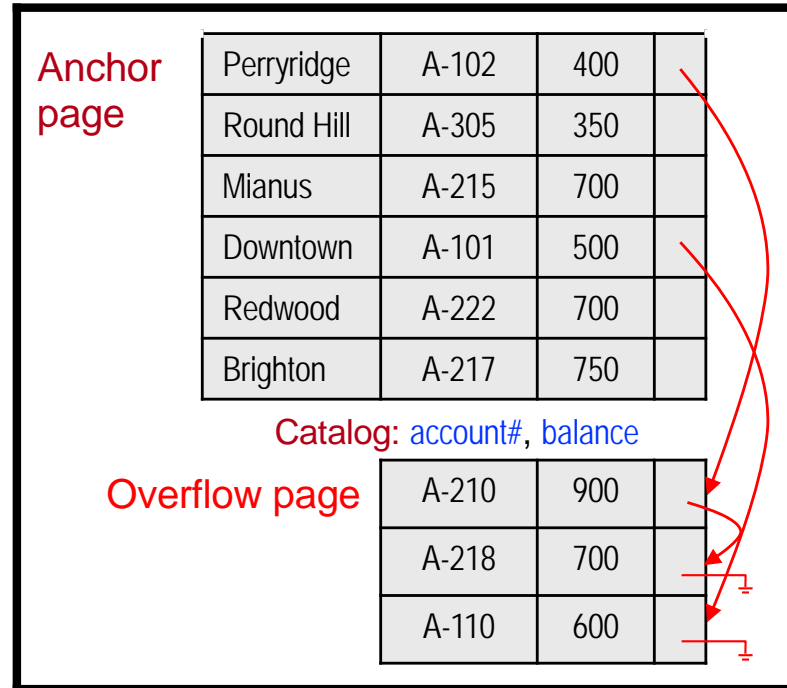 Anchor
page
Perryridge A-102 400
Round Hill A-305 350
Mianus A-215 700
Downtown A-101 500
Redwood A-222 700
Brighton A-217 750
Catalog: account#, balance
Overflow page
A-210 900
A-218 700
A-110 600